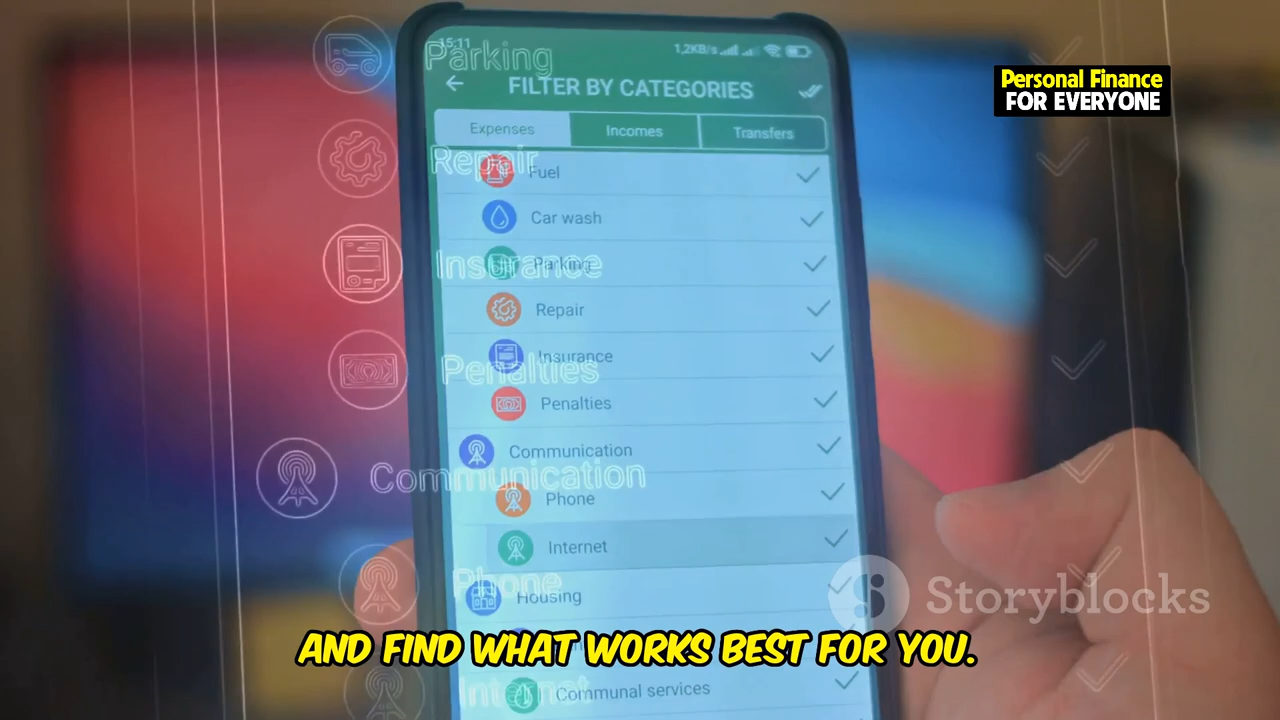 15:11
1,2KB/s
Parking
FILTER BY CATEGORIES
Personal Finance
FOR EVERYONE
Expenses
Incomes
Transfers
Repair
Fuel
Car wash
Insurance
Parking
Repair
Insurance
Penalties
Penalties
Communication
Communication
Phone
Internet
Phone
Housing
Storyblocks
AND FIND WHAT WORKS BEST FOR YOU.
Internet
Communal services